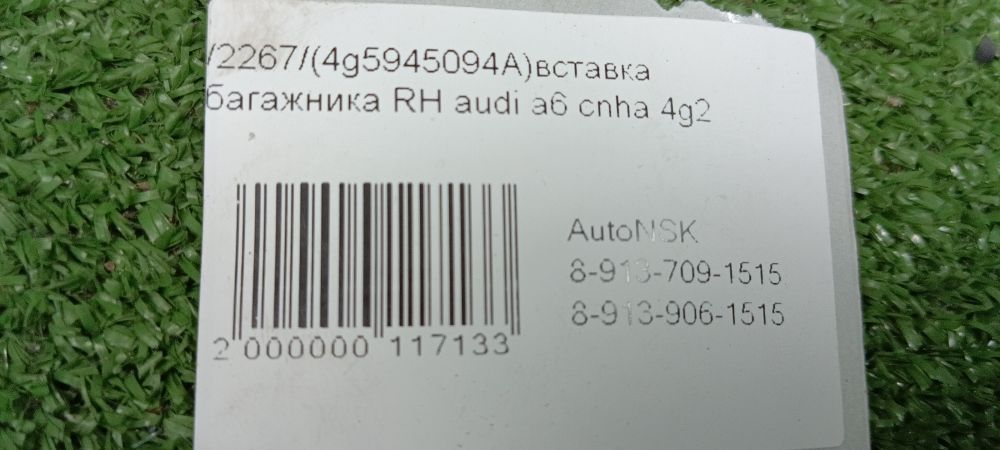 /2267/(4g5945094A)вставка
багажника RH audi a6 cnha 4g2
AutoNSK
8-913-709-1515
8-913-906-1515
2 000000 117133